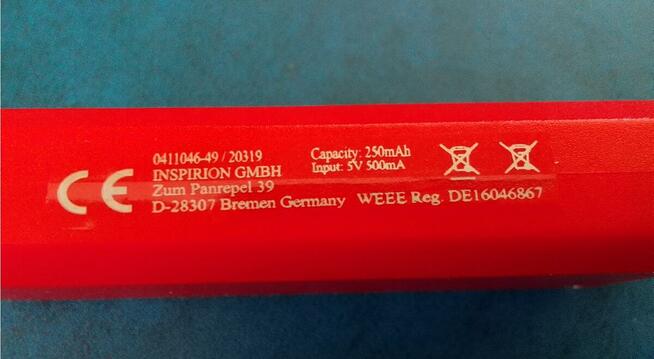 CE
0411046-49 / 20319
INSPIRION GMBH
Zum Panrepel 39
D-28307 Bremen Germany
Capacity: 250mAh
Input: 5V 500mA
WEEE Reg. DE16046867